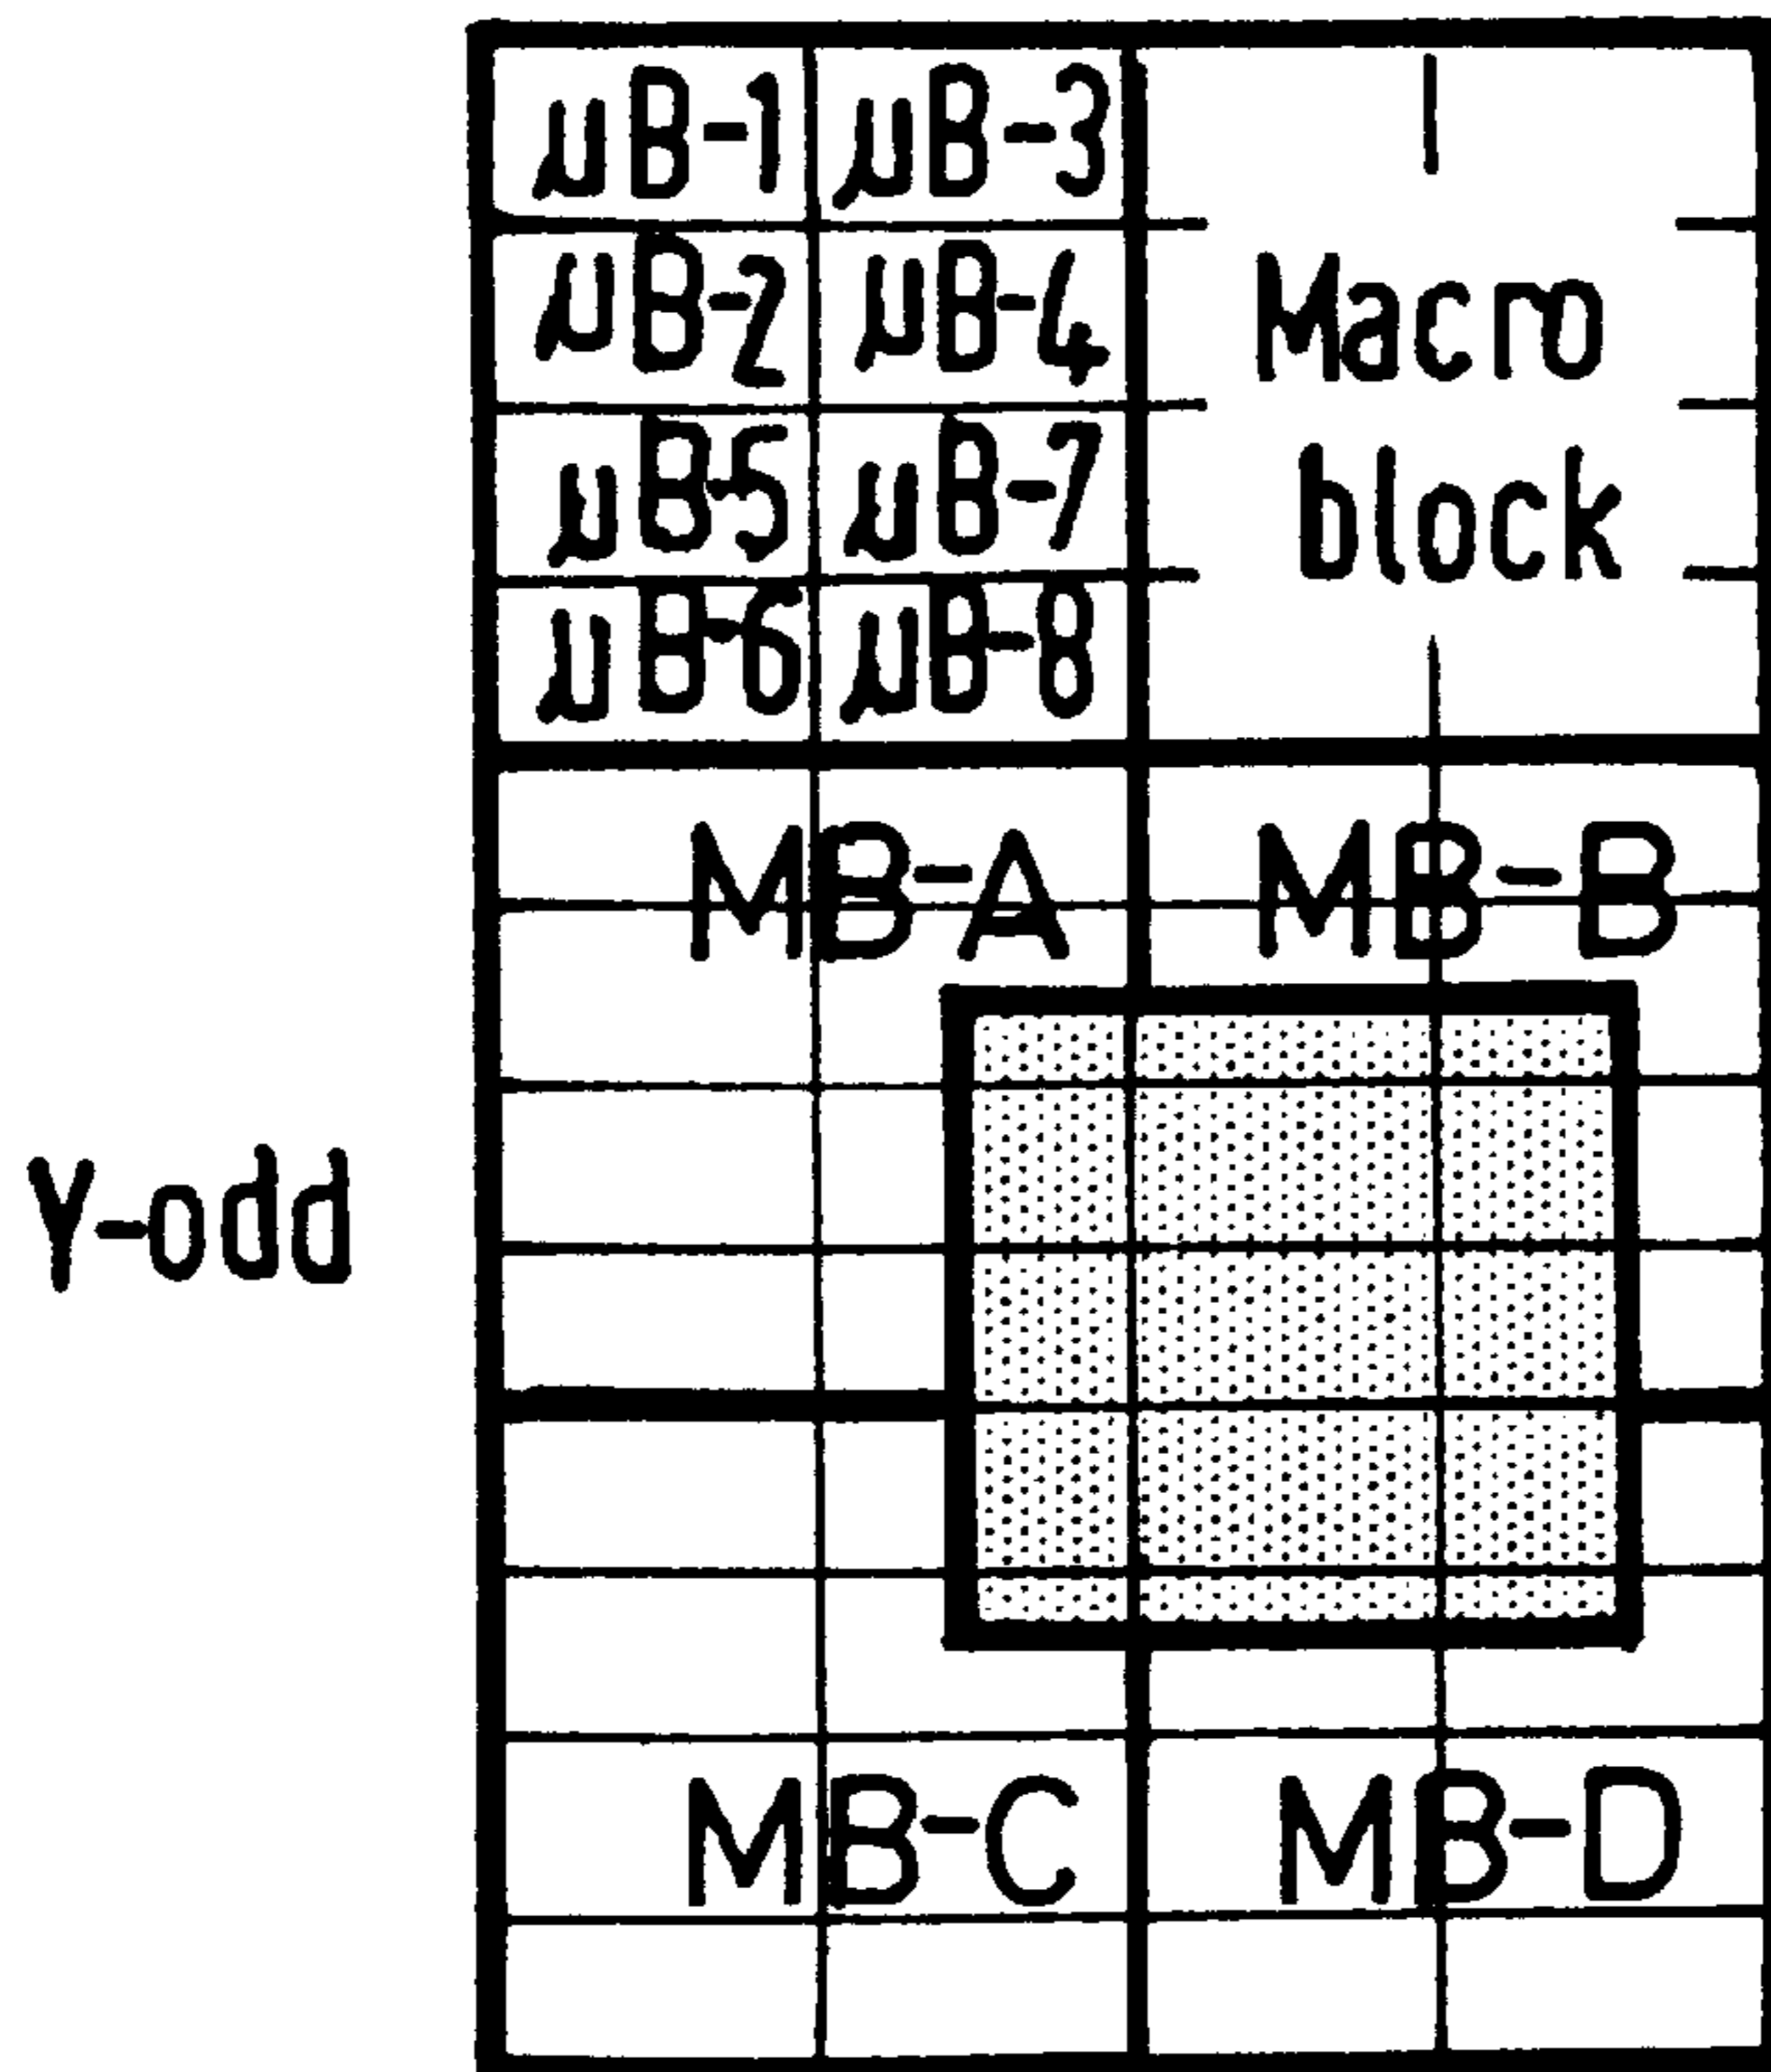 μB-1 μB-3
μB-2 μB-4
Macro
μB-5 μB-7
block
μB-6 μB-8
MB-A MB-B
Y-odd
MB-C MB-D